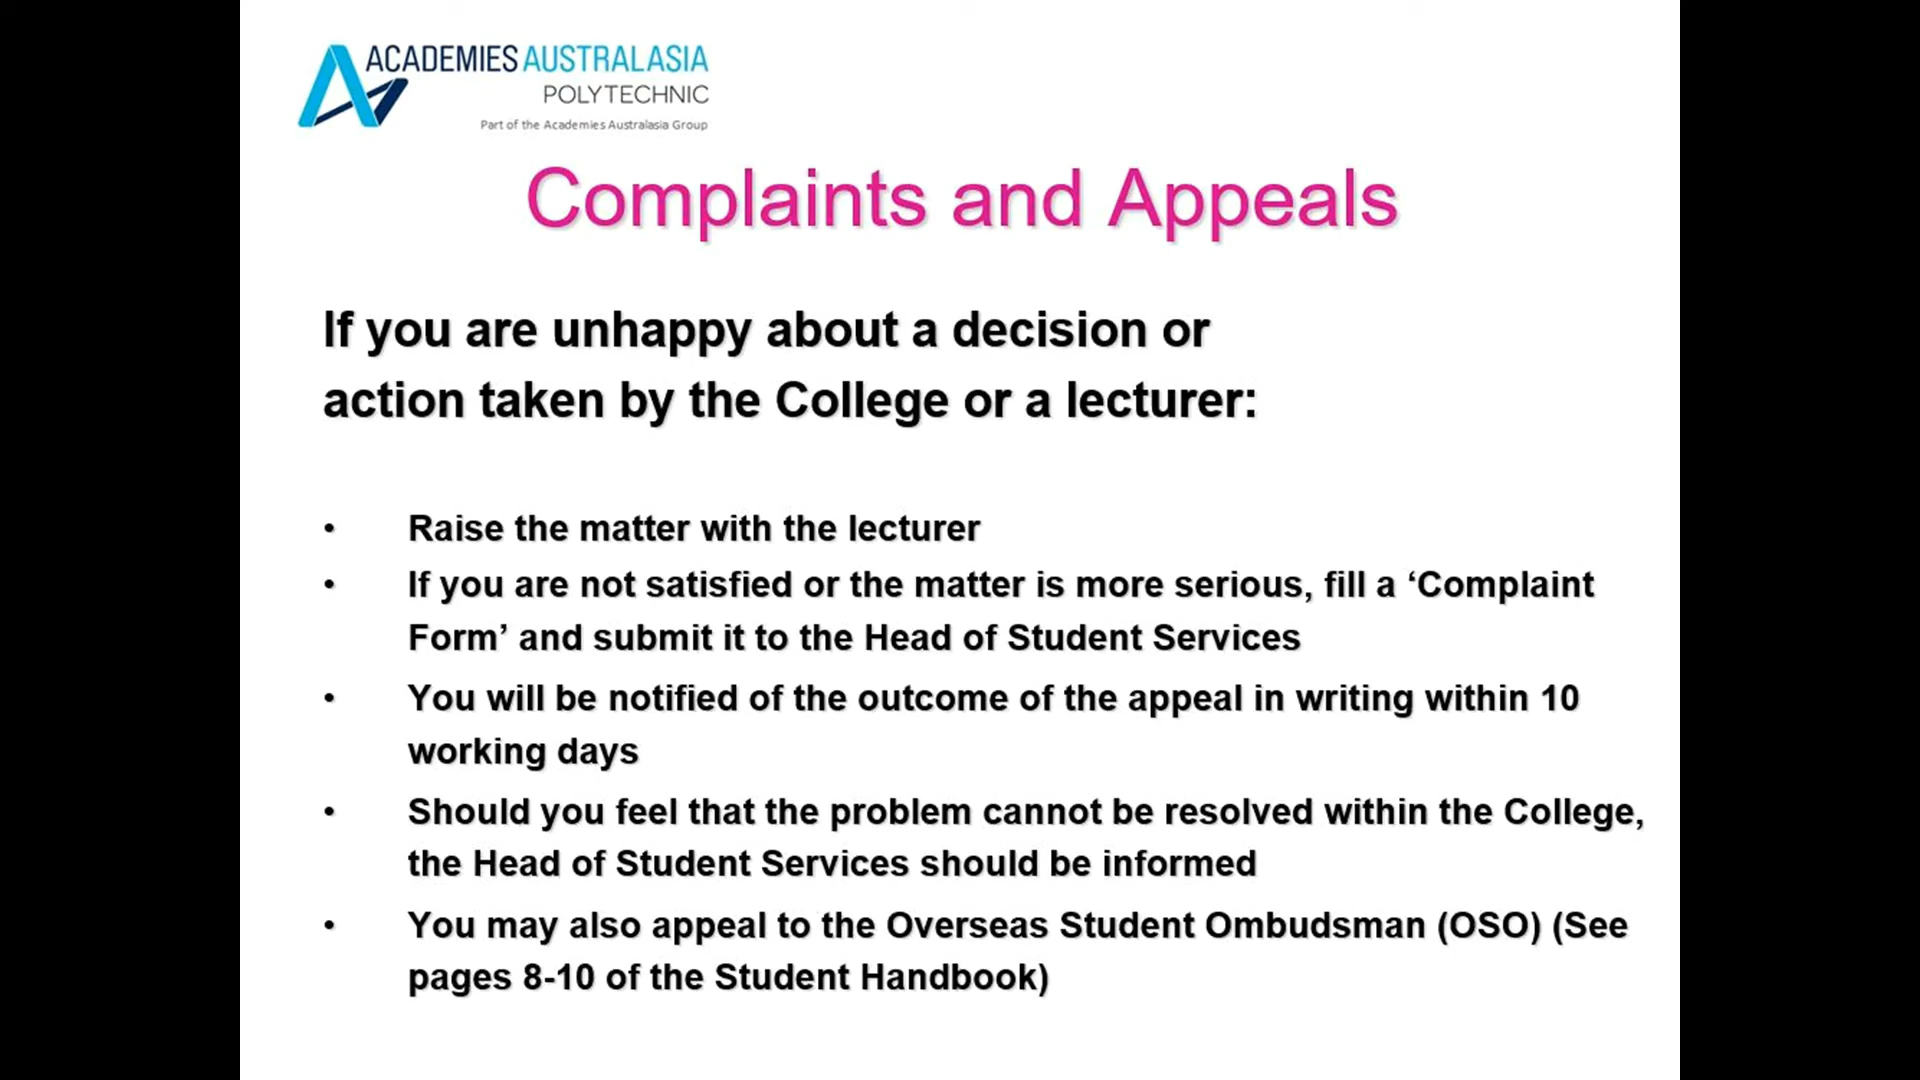 ACADEMIES AUSTRALASIA
POLYTECHNIC
Part of the Academies Australasia Group
Complaints and Appeals
If you are unhappy about a decision or
action taken by the College or a lecturer:
• Raise the matter with the lecturer
• If you are not satisfied or the matter is more serious, fill a ‘Complaint
Form’ and submit it to the Head of Student Services
• You will be notified of the outcome of the appeal in writing within 10
working days
• Should you feel that the problem cannot be resolved within the College,
the Head of Student Services should be informed
• You may also appeal to the Overseas Student Ombudsman (OSO) (See
pages 8-10 of the Student Handbook)